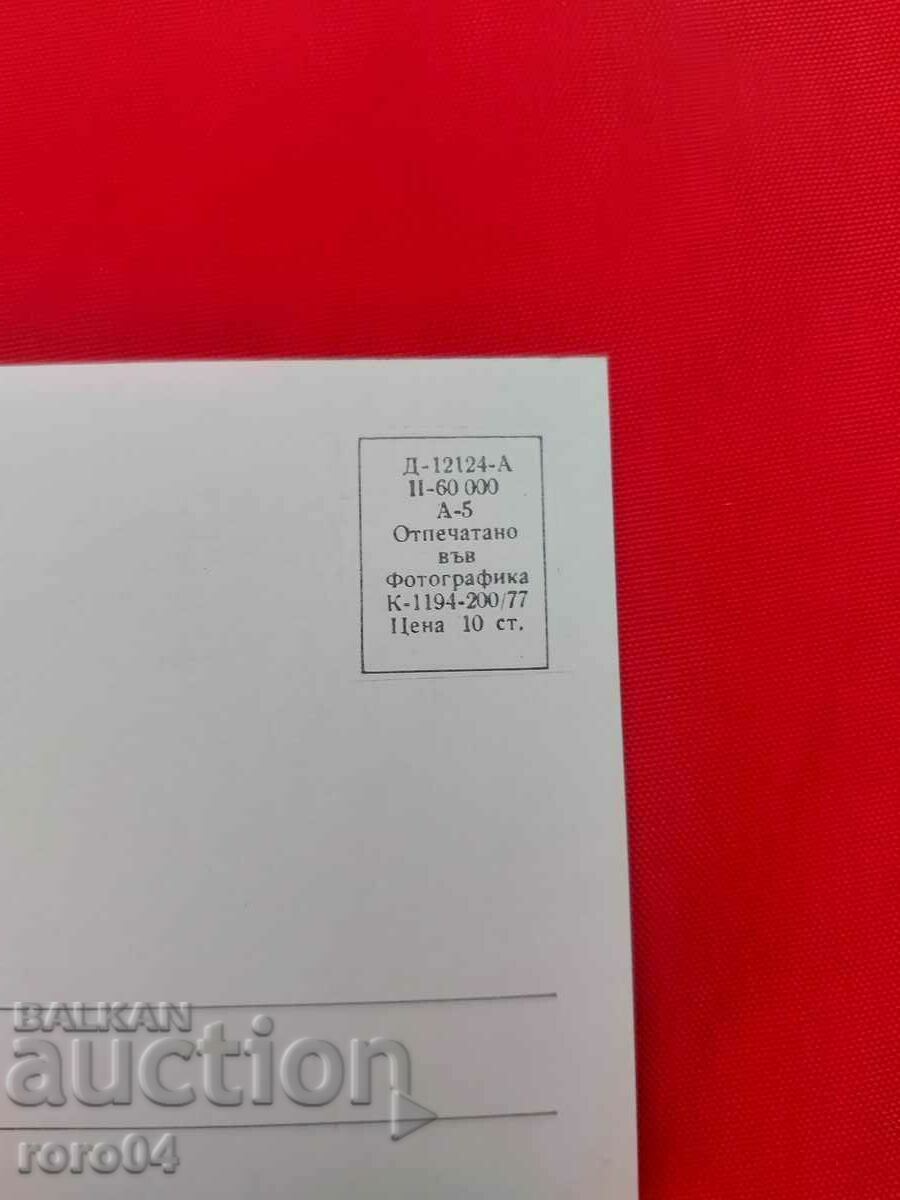 Д-12124-А
II-60 000
А-5
Отпечатано
във
Фотографика
К-1194-200/77
Цена 10 ст.
BALKAN
auction
roro04